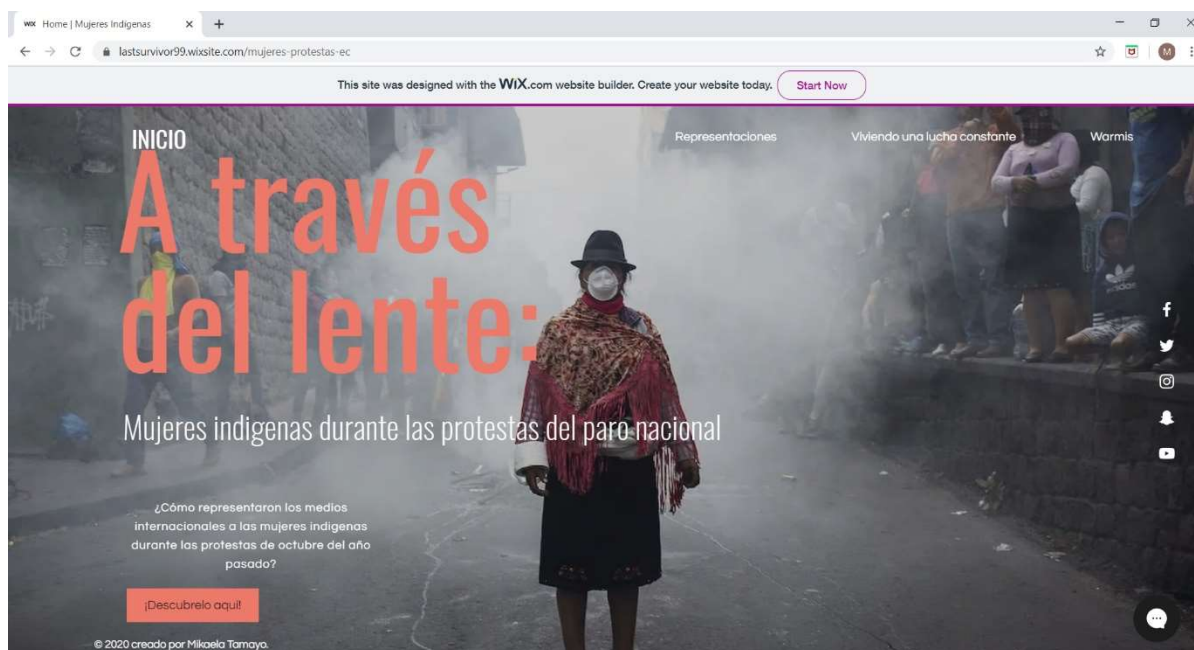 WiX Home | Mujeres Indigenas
lastsurvivor99.wixsite.com/mujeres-protestas-ec
M
This site was designed with the WiX.com website builder. Create your website today. Start Now
INICIO Representaciones Viviendo una lucha constante Warmis
A través
del lente:
Mujeres indigenas durante las protestas del paro nacional
¿Cómo representaron los medios
internacionales a las mujeres indigenas
durante las protestas de octubre del año
pasado?
¡Descubrelo aquí!
© 2020 creado por Mikaela Tamayo.
adidas